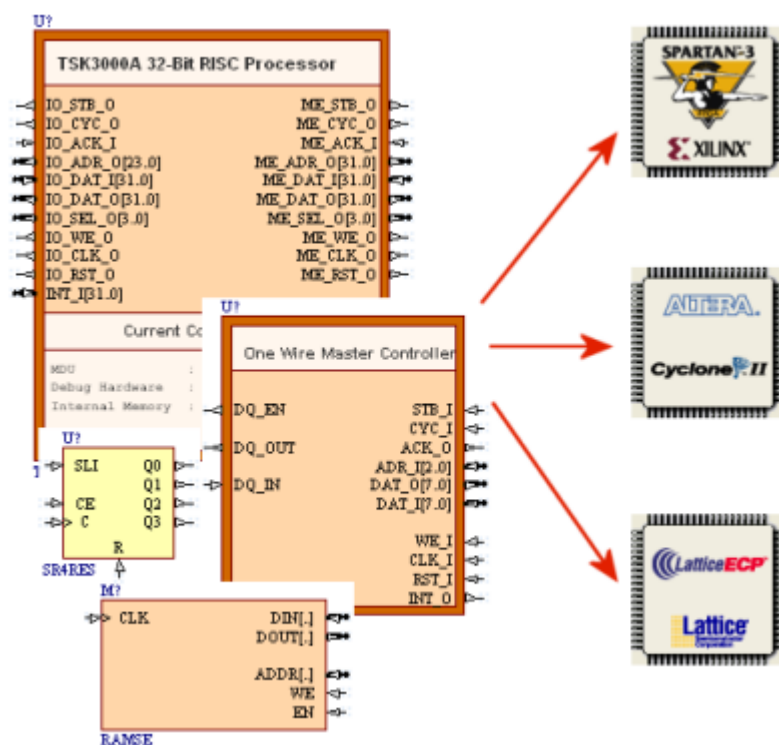 U?
TSK3000A 32-Bit RISC Processor
IO_STB_O ME_STB_O
IO_CYC_O ME_CYC_O
IO_ACK_I ME_ACK_I
IO_ADR_O[23.0] ME_ADR_O[31.0]
IO_DAT_I[31.0] ME_DAT_I[31.0]
IO_DAT_O[31.0] ME_DAT_O[31.0]
IO_SEL_O[3.0] ME_SEL_O[3.0]
IO_WE_O ME_WE_O
IO_CLK_O ME_CLK_O
IO_RST_O ME_RST_O
INT_I[31.0]
Current Co
MDU :
Debug Hardware :
Internal Memory :
U?
One Wire Master Controller
DQ_EN STB_I
CYC_I
DQ_OUT ACK_O
ADR_I[2.0]
DQ_IN DAT_O[7.0]
DAT_I[7.0]
WE_I
CLK_I
RST_I
INT_O
U?
SLI Q0
Q1
CE Q2
C Q3
R
SR4RES
M?
CLK DIN[.]
DOUT[.]
ADDR[.]
WE
EN
RAMSE
SPARTAN-3
XILINX
ALTERA
Cyclone II
LatticeECP
Lattice
Semiconductor
Corporation